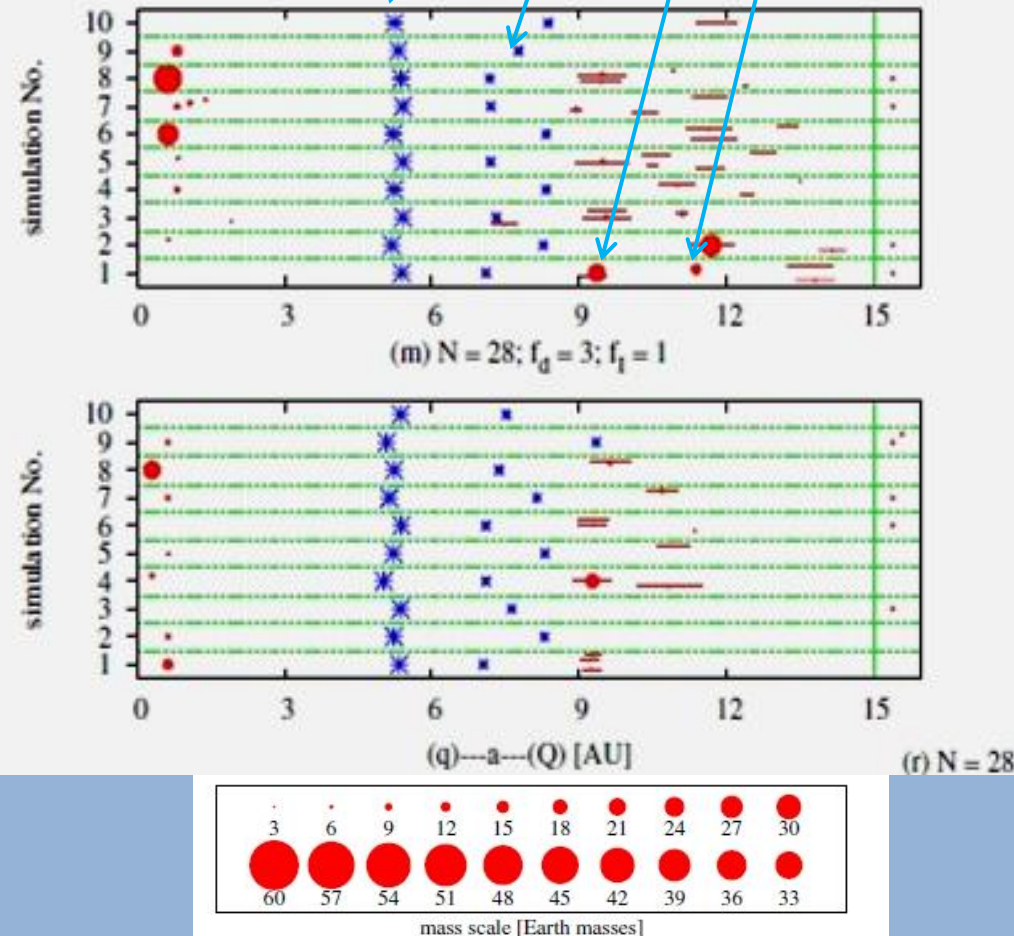 simulation No.
10
9
8
7
6
5
4
3
2
1
0 3 6 9 12 15
(m) N = 28; f_d = 3; f_I = 1
simulation No.
10
9
8
7
6
5
4
3
2
1
0 3 6 9 12 15
(q)---a---(Q) [AU]
(r) N = 28
3 6 9 12 15 18 21 24 27 30
60 57 54 51 48 45 42 39 36 33
mass scale [Earth masses]